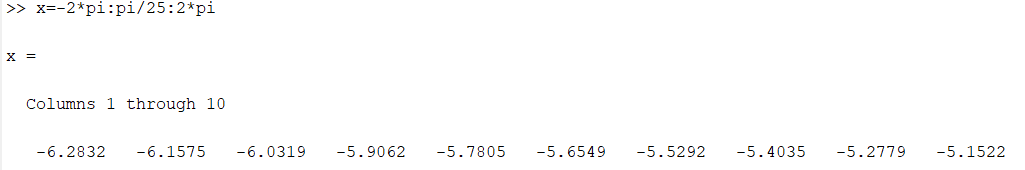 >> x=-2*pi:pi/25:2*pi
x =
Columns 1 through 10
-6.2832 -6.1575 -6.0319 -5.9062 -5.7805 -5.6549 -5.5292 -5.4035 -5.2779 -5.1522